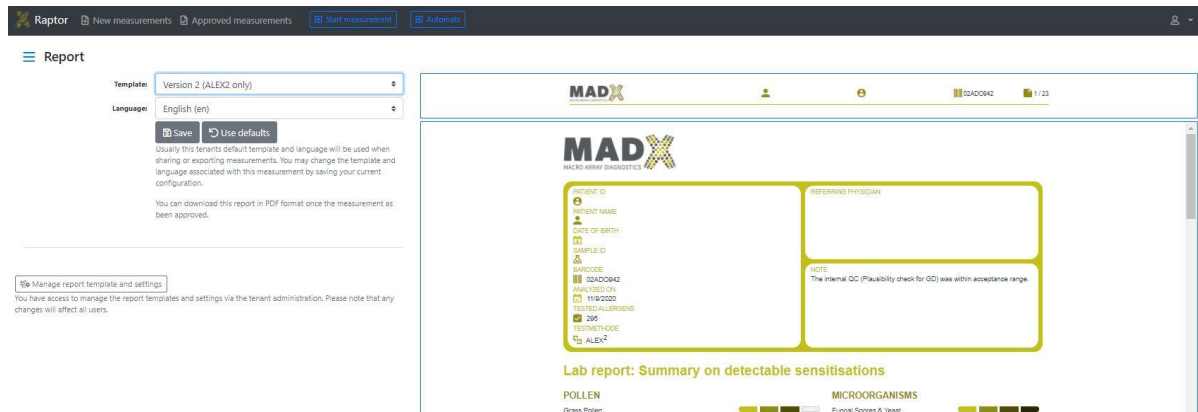 Raptor New measurements Approved measurements Start measurement Automats
Report
Template: Version 2 (ALEX2 only)
Language: English (en)
Save Use defaults
Usually this tenants default template and language will be used when
sharing or exporting measurements. You may change the template and
language associated with this measurement by saving your current
configuration.
You can download this report in PDF format once the measurement as
been approved.
Manage report template and settings
You have access to manage the report templates and settings via the tenant administration. Please note that any
changes will affect all users.
MADX 02ADO942 1 / 23
MADX
MACRO ARRAY DIAGNOSTICS
PATIENT ID
PATIENT NAME
DATE OF BIRTH
SAMPLE ID
BARCODE
02ADO942
ANALYZED ON
11/9/2020
TESTED ALLERGENS
295
TESTMETHODE
ALEX²
REFERRING PHYSICIAN
NOTE
The internal QC (Plausibility check for GD) was within acceptance range.
Lab report: Summary on detectable sensitisations
POLLEN
Grass Pollen
MICROORGANISMS
Fungal Spores & Yeast